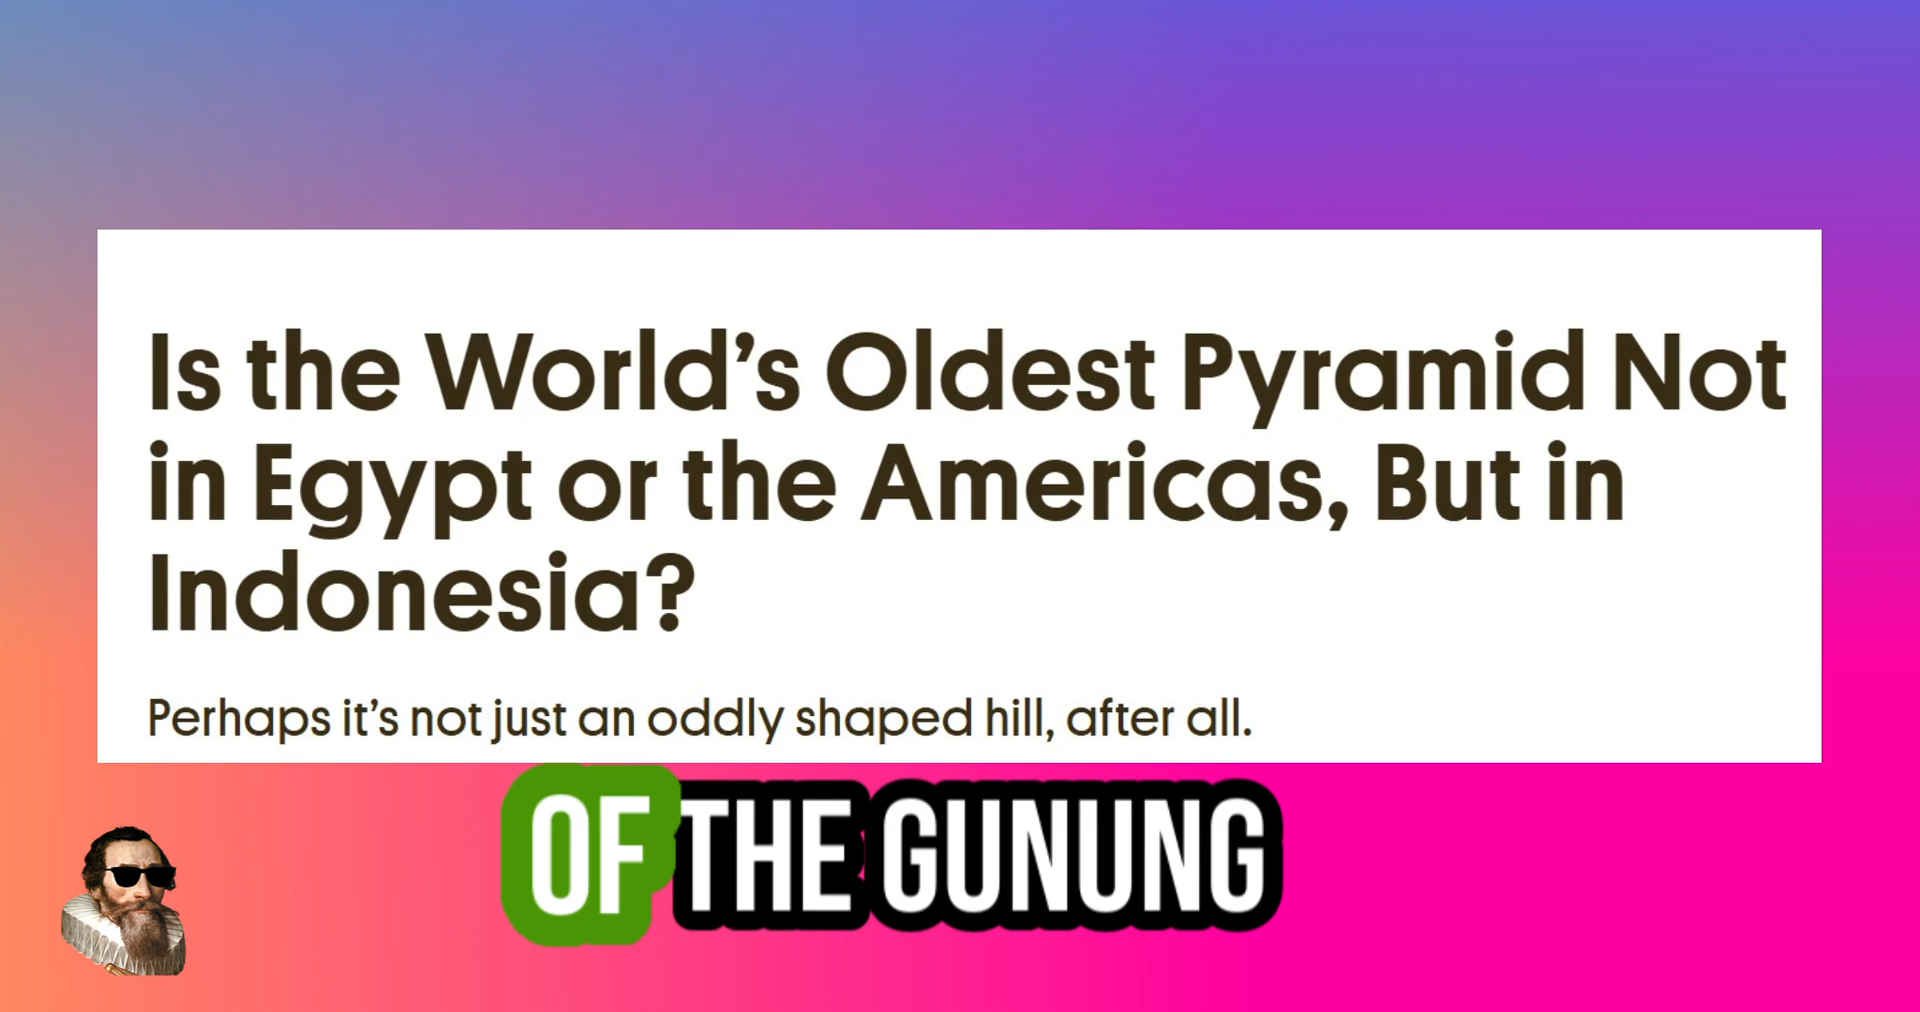 Is the World’s Oldest Pyramid Not
in Egypt or the Americas, But in
Indonesia?
Perhaps it’s not just an oddly shaped hill, after all.
OF THE GUNUNG